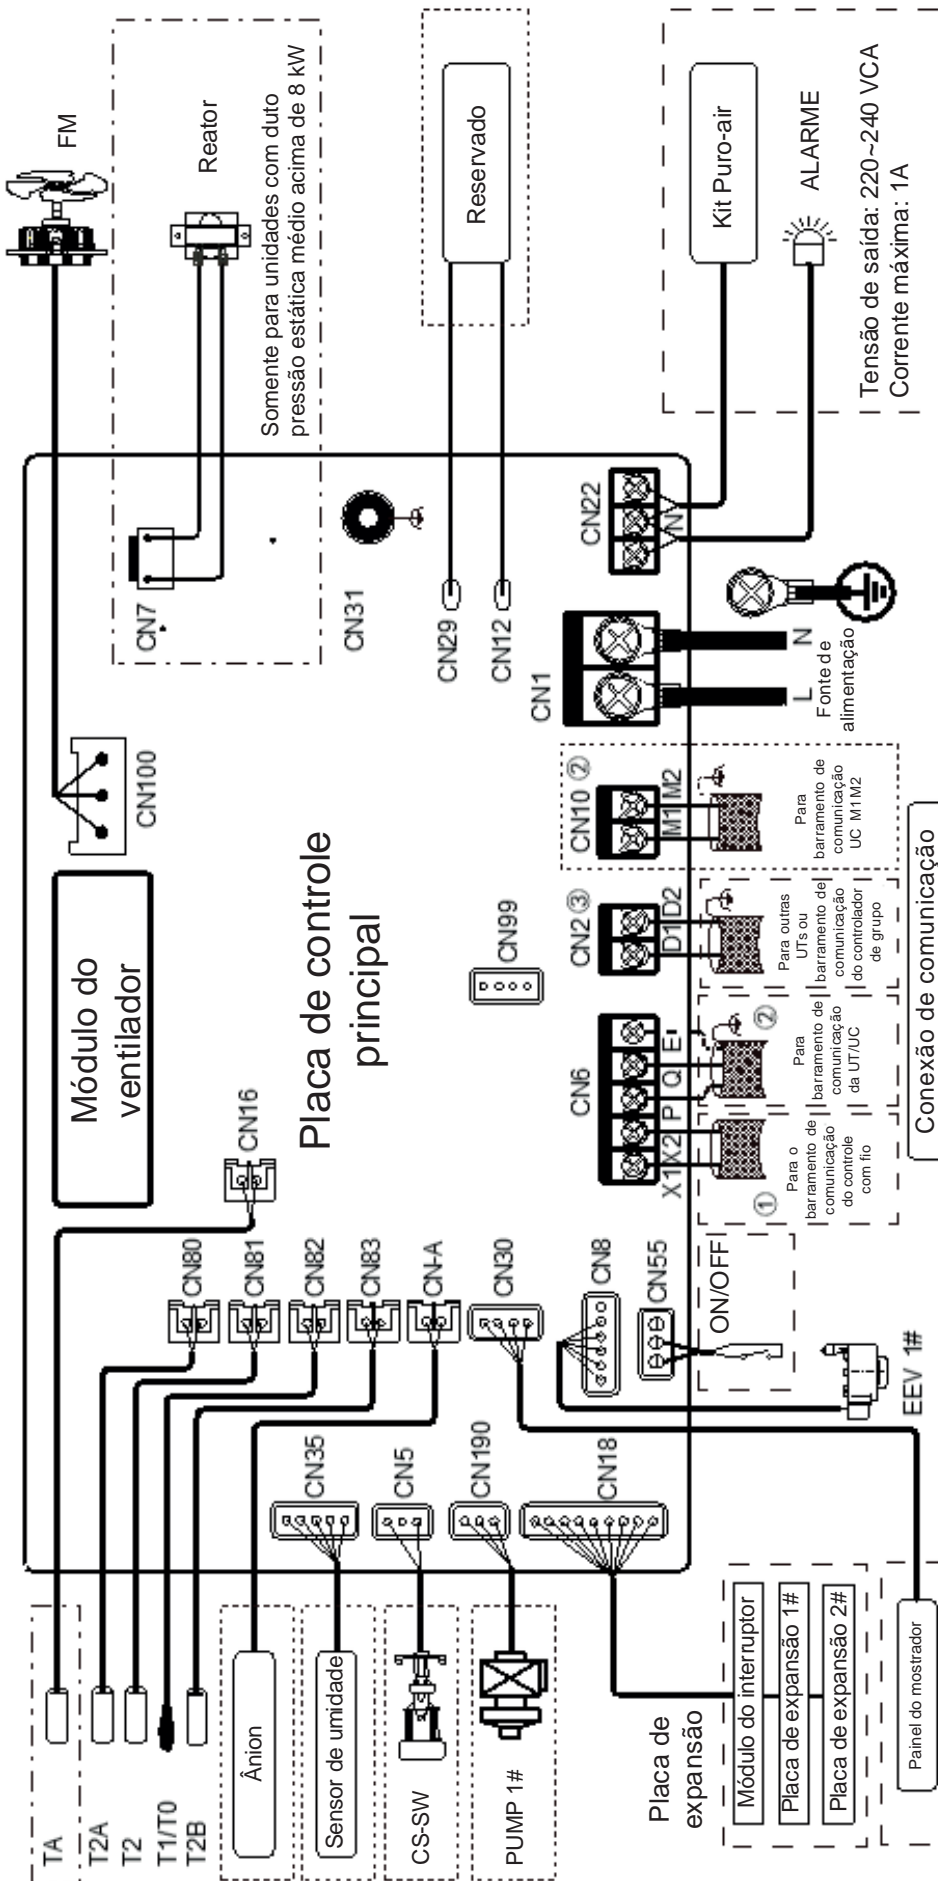 FM
Reator
Somente para unidades com duto
pressão estática médio acima de 8 kW
Reservado
Kit Puro-air
ALARME
Tensão de saída: 220~240 VCA
Corrente máxima: 1A
CN7
CN31
CN29
CN12
CN22
N
CN1
L
N
Fonte de
alimentação
CN100
Módulo do
ventilador
Placa de controle
principal
CN99
CN10 ②
M1 M2
Para
barramento de
comunicação
UC M1M2
CN2 ③
D1 D2
Para outras
UTs ou
barramento de
comunicação
do controlador
de grupo
CN6
X1 X2 P Q E
②
Para
barramento de
comunicação
da UT/UC
①
Para o
barramento de
comunicação
do controle
com fio
Conexão de comunicação
CN16
CN80
CN81
CN82
CN83
CN-A
CN30
CN8
CN55
ON/OFF
EEV 1#
CN35
CN5
CN190
CN18
TA
T2A
T2
T1/T0
T2B
Ânion
Sensor de umidade
CS-SW
PUMP 1#
Placa de
expansão
Módulo do interruptor
Placa de expansão 1#
Placa de expansão 2#
Painel do mostrador